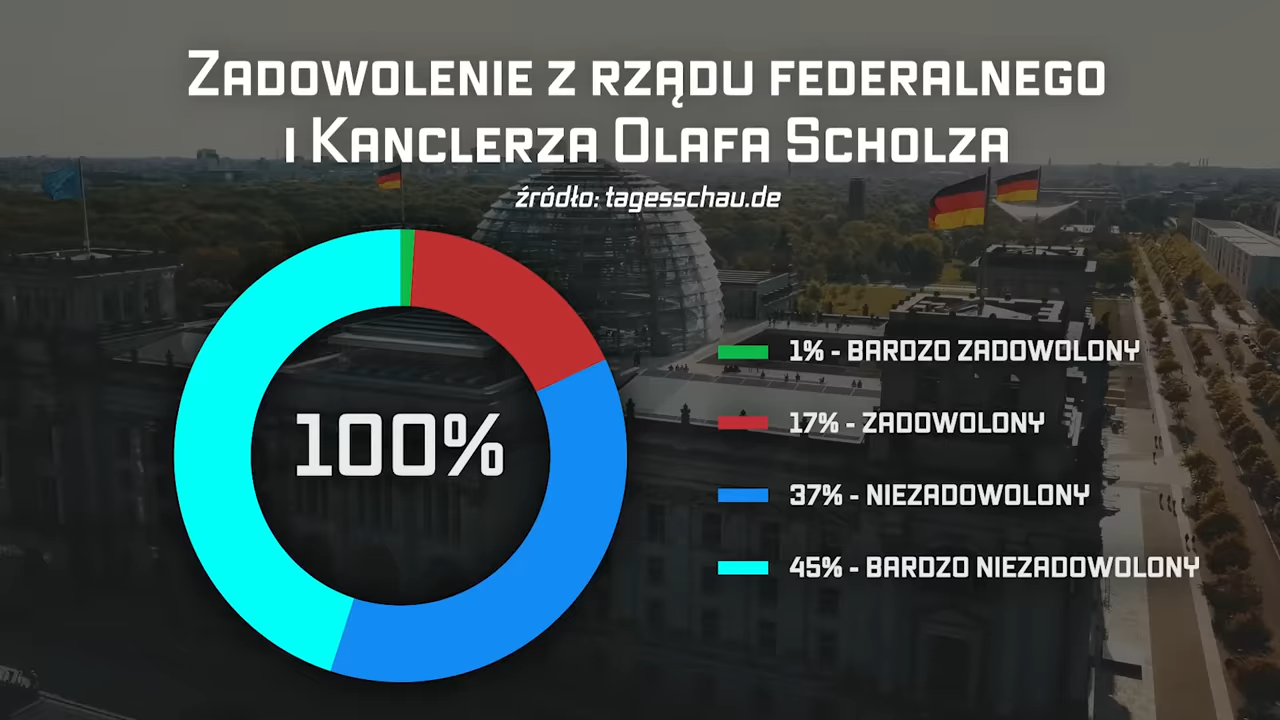 Zadowolenie z rządu federalnego
i Kanclerza Olafa Scholza
źródło: tagesschau.de
100%
1% - BARDZO ZADOWOLONY
17% - ZADOWOLONY
37% - NIEZADOWOLONY
45% - BARDZO NIEZADOWOLONY